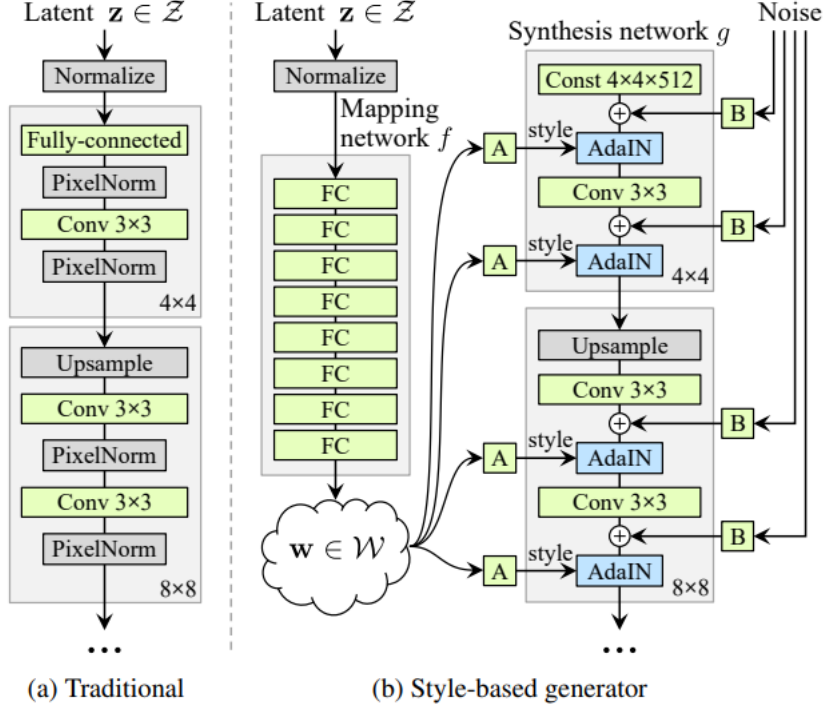 Latent z ∈ Z
Normalize
Fully-connected
PixelNorm
Conv 3×3
PixelNorm
4×4
Upsample
Conv 3×3
PixelNorm
Conv 3×3
PixelNorm
8×8
...
(a) Traditional
Latent z ∈ Z
Normalize
Mapping
network f
FC
FC
FC
FC
FC
FC
FC
FC
w ∈ W
A
style
A
style
A
style
A
style
Synthesis network g
Const 4×4×512
+
AdaIN
Conv 3×3
+
AdaIN
4×4
Upsample
Conv 3×3
+
AdaIN
Conv 3×3
+
AdaIN
8×8
...
Noise
B
B
B
B
(b) Style-based generator